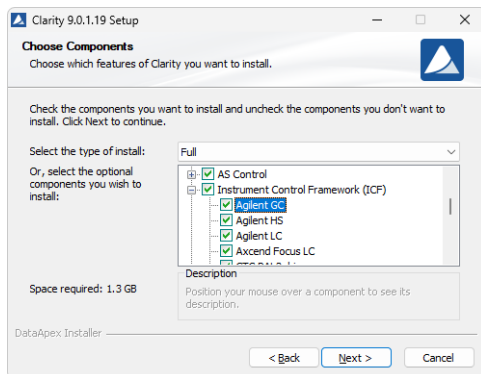 Clarity 9.0.1.19 Setup
Choose Components
Choose which features of Clarity you want to install.
Check the components you want to install and uncheck the components you don't want to
install. Click Next to continue.
Select the type of install:
Full
Or, select the optional
components you wish to
install:
AS Control
Instrument Control Framework (ICF)
Agilent GC
Agilent HS
Agilent LC
Axcend Focus LC
Space required: 1.3 GB
Description
Position your mouse over a component to see its
description.
DataApex Installer
< Back
Next >
Cancel